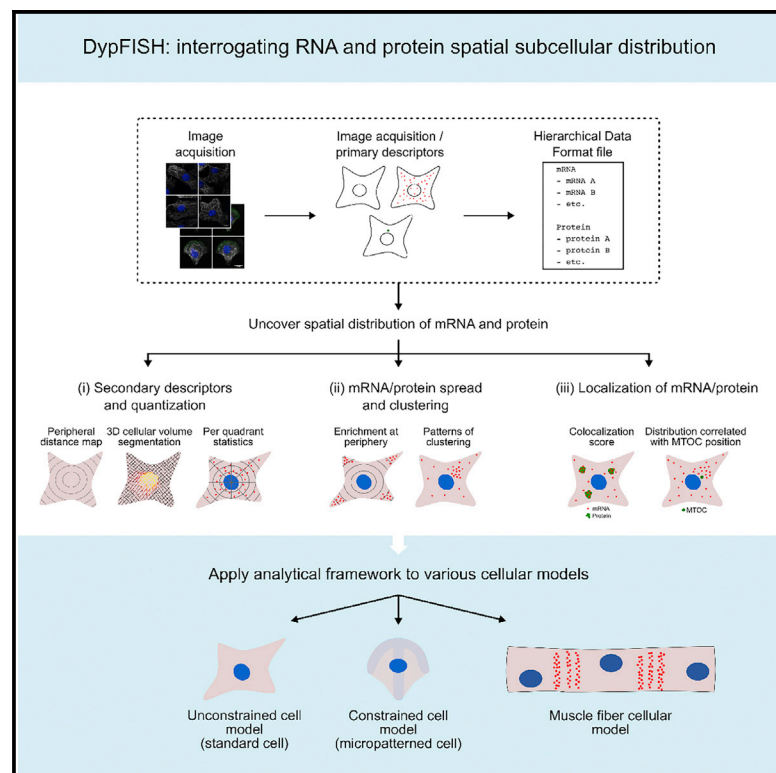 DypFISH: interrogating RNA and protein spatial subcellular distribution
Image
acquisition
Image acquisition /
primary descriptors
Hierarchical Data
Format file
mRNA
- mRNA A
- mRNA B
- etc.
Protein
- protein A
- protein B
- etc.
Uncover spatial distribution of mRNA and protein
(i) Secondary descriptors
and quantization
Peripheral
distance map
3D cellular volume
segmentation
Per quadrant
statistics
(ii) mRNA/protein spread
and clustering
Enrichment at
periphery
Patterns of
clustering
(iii) Localization of mRNA/protein
Colocalization
score
Distribution correlated
with MTOC position
mRNA
Protein
MTOC
Apply analytical framework to various cellular models
Unconstrained cell
model
(standard cell)
Constrained cell
model
(micropatterned cell)
Muscle fiber cellular
model